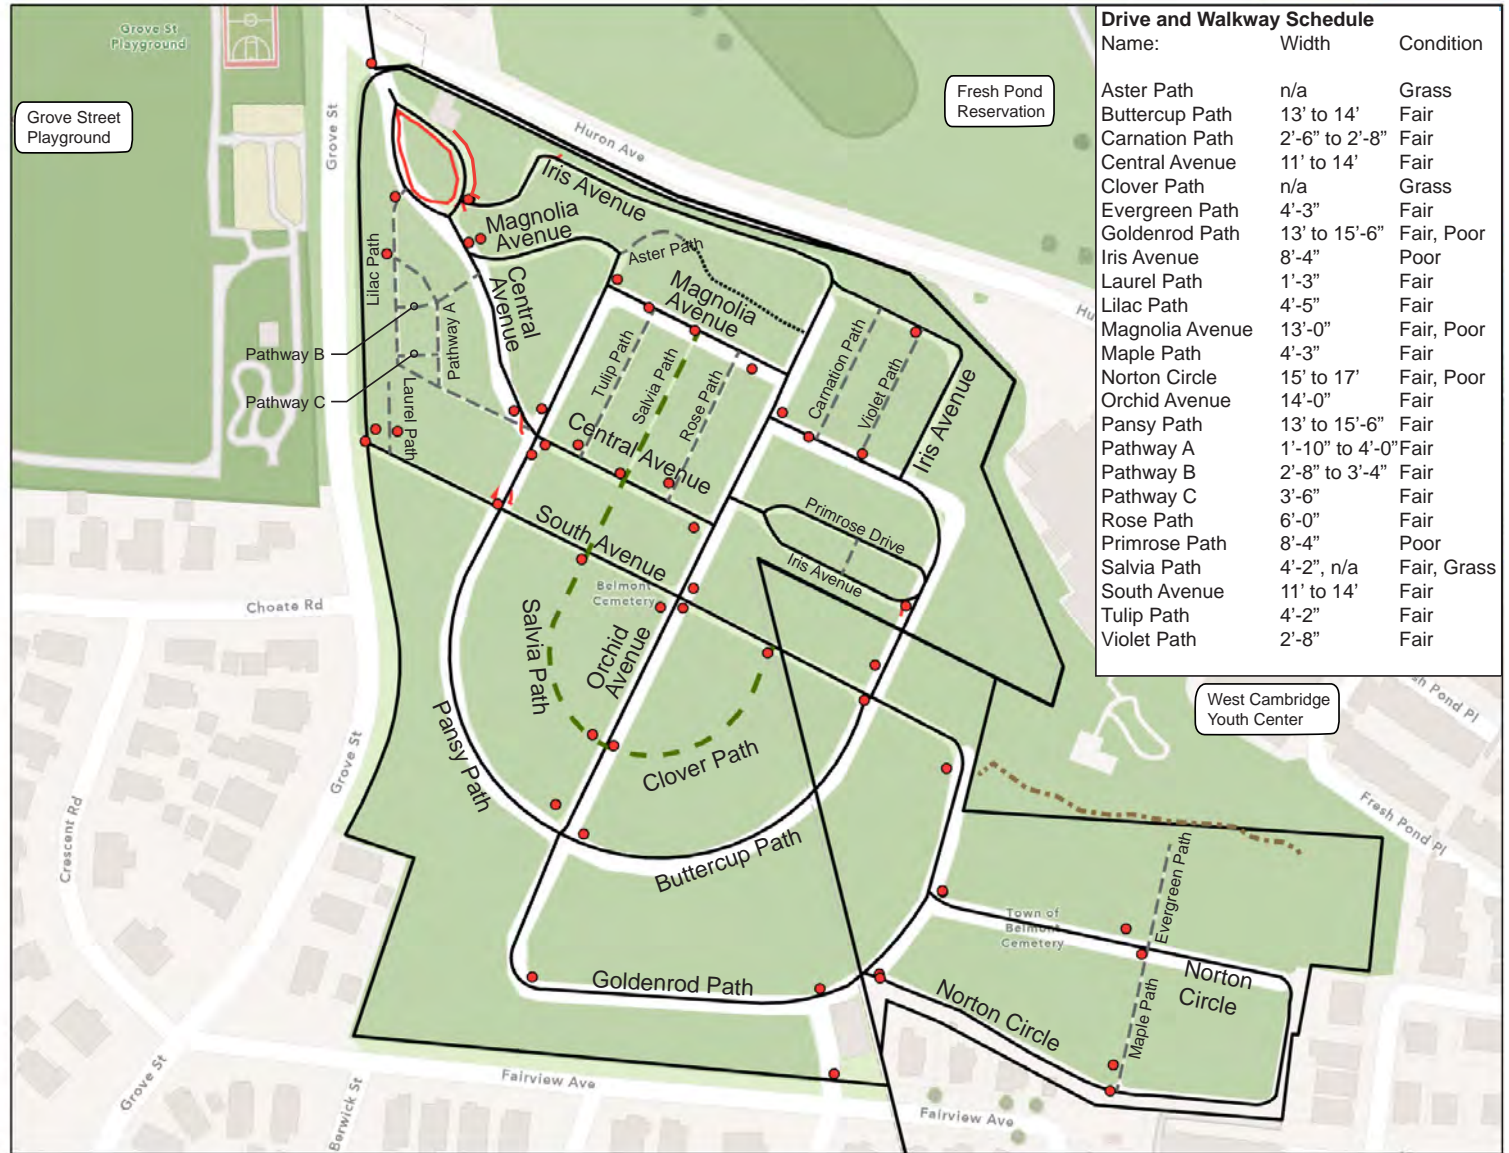 Drive and Walkway Schedule
Name: Width Condition
Aster Path n/a Grass
Buttercup Path 13’ to 14’ Fair
Carnation Path 2’-6” to 2’-8” Fair
Central Avenue 11’ to 14’ Fair
Clover Path n/a Grass
Evergreen Path 4’-3” Fair
Goldenrod Path 13’ to 15’-6” Fair, Poor
Iris Avenue 8’-4” Poor
Laurel Path 1’-3” Fair
Lilac Path 4’-5” Fair
Magnolia Avenue 13’-0” Fair, Poor
Maple Path 4’-3” Fair
Norton Circle 15’ to 17’ Fair, Poor
Orchid Avenue 14’-0” Fair
Pansy Path 13’ to 15’-6” Fair
Pathway A 1’-10” to 4’-0” Fair
Pathway B 2’-8” to 3’-4” Fair
Pathway C 3’-6” Fair
Rose Path 6’-0” Fair
Primrose Path 8’-4” Poor
Salvia Path 4’-2”, n/a Fair, Grass
South Avenue 11’ to 14’ Fair
Tulip Path 4’-2” Fair
Violet Path 2’-8” Fair
Grove St
Playground
Grove Street
Playground
Grove St
Huron Ave
Fresh Pond
Reservation
Hu
Iris Avenue
Magnolia
Avenue
Aster Path
Lilac Path
Central
Avenue
Magnolia
Avenue
Pathway A
Pathway B
Pathway C
Laurel Path
Tulip Path
Salvia Path
Rose Path
Carnation Path
Violet Path
Iris Avenue
Central Avenue
Primrose Drive
Iris Avenue
South Avenue
Belmont
Cemetery
Choate Rd
Salvia Path
Orchid
Avenue
Pansy Path
Clover Path
Buttercup Path
Grove St
Crescent Rd
West Cambridge
Youth Center
sh Pond Pl
Fresh Pond Pl
Evergreen Path
Town of
Belmont
Cemetery
Norton
Circle
Goldenrod Path
Norton Circle
Maple Path
Grove St
Berwick St
Fairview Ave
Fairview Ave